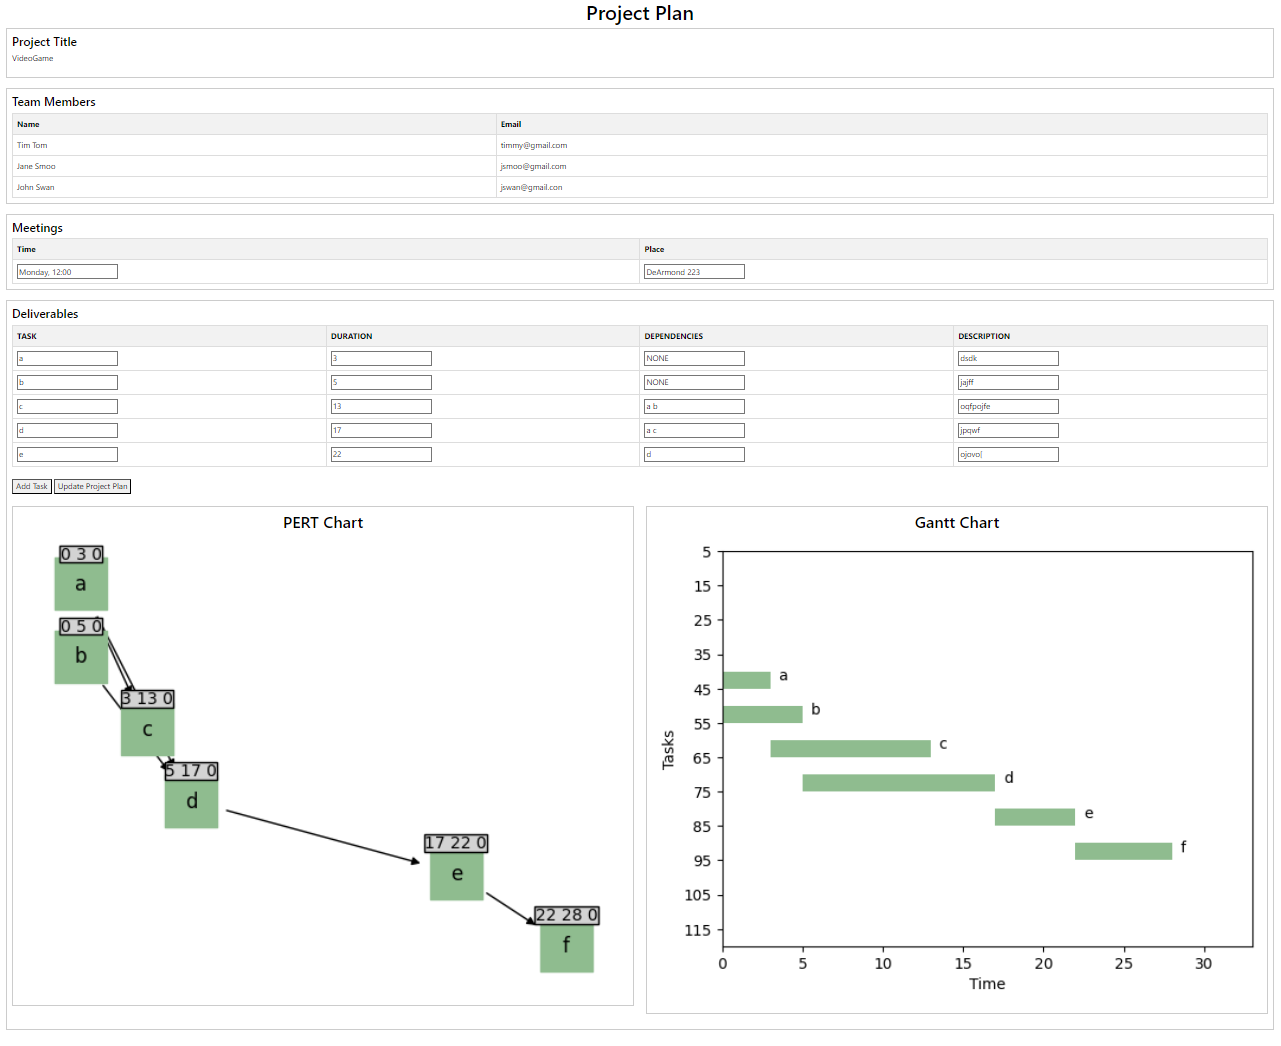 Project Plan
Project Title
VideoGame
Team Members
Name Email
Tim Tom timmy@gmail.com
Jane Smoo jsmoo@gmail.com
John Swan jswan@gmail.con
Meetings
Time Place
Monday, 12:00 DeArmond 223
Deliverables
TASK DURATION DEPENDENCIES DESCRIPTION
a 3 NONE dsdk
b 5 NONE jajff
c 13 a b oqfpojfe
d 17 a c jpqwf
e 22 d ojovo[
Add Task Update Project Plan
PERT Chart
0 3 0
a
0 5 0
b
3 13 0
c
5 17 0
d
17 22 0
e
22 28 0
f
Gantt Chart
5
15
25
35
45
55
65
75
85
95
105
115
Tasks
a
b
c
d
e
f
0 5 10 15 20 25 30
Time